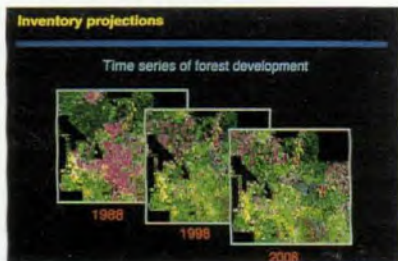 Inventory projections
Time series of forest development
1988
1998
2008